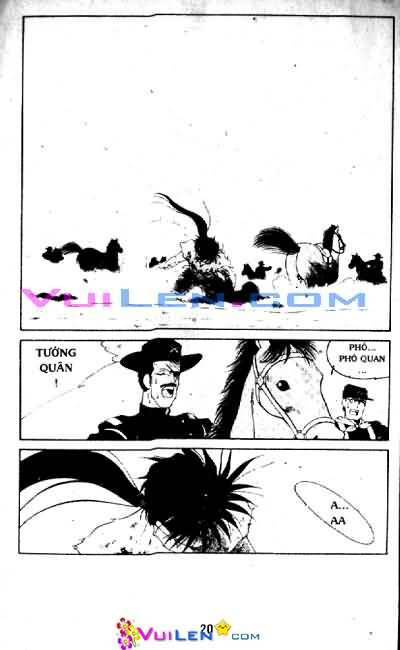 VuiLen.com
TƯỚNG
QUÂN
!
PHÓ...
PHÓ QUAN
...
A...
AA
20
VuiLen.com